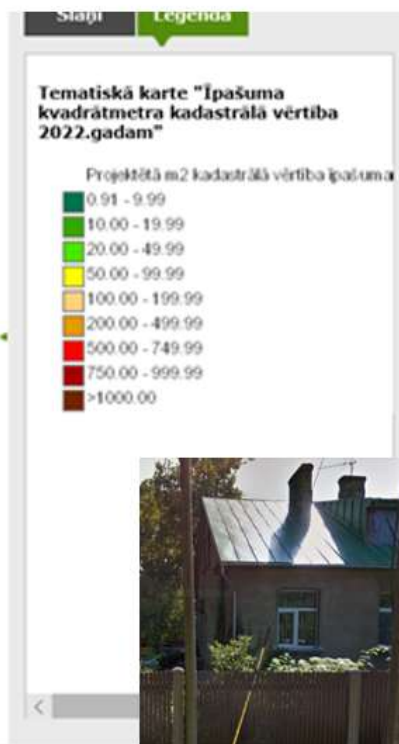 Slāņi
Leģenda
Tematiskā karte "Īpašuma
kvadrātmetra kadastrālā vērtība
2022.gadam"
Projektētā m2 kadastrālā vērtība īpašuma
0.91 - 9.99
10.00 - 19.99
20.00 - 49.99
50.00 - 99.99
100.00 - 199.99
200.00 - 499.99
500.00 - 749.99
750.00 - 999.99
>1000.00